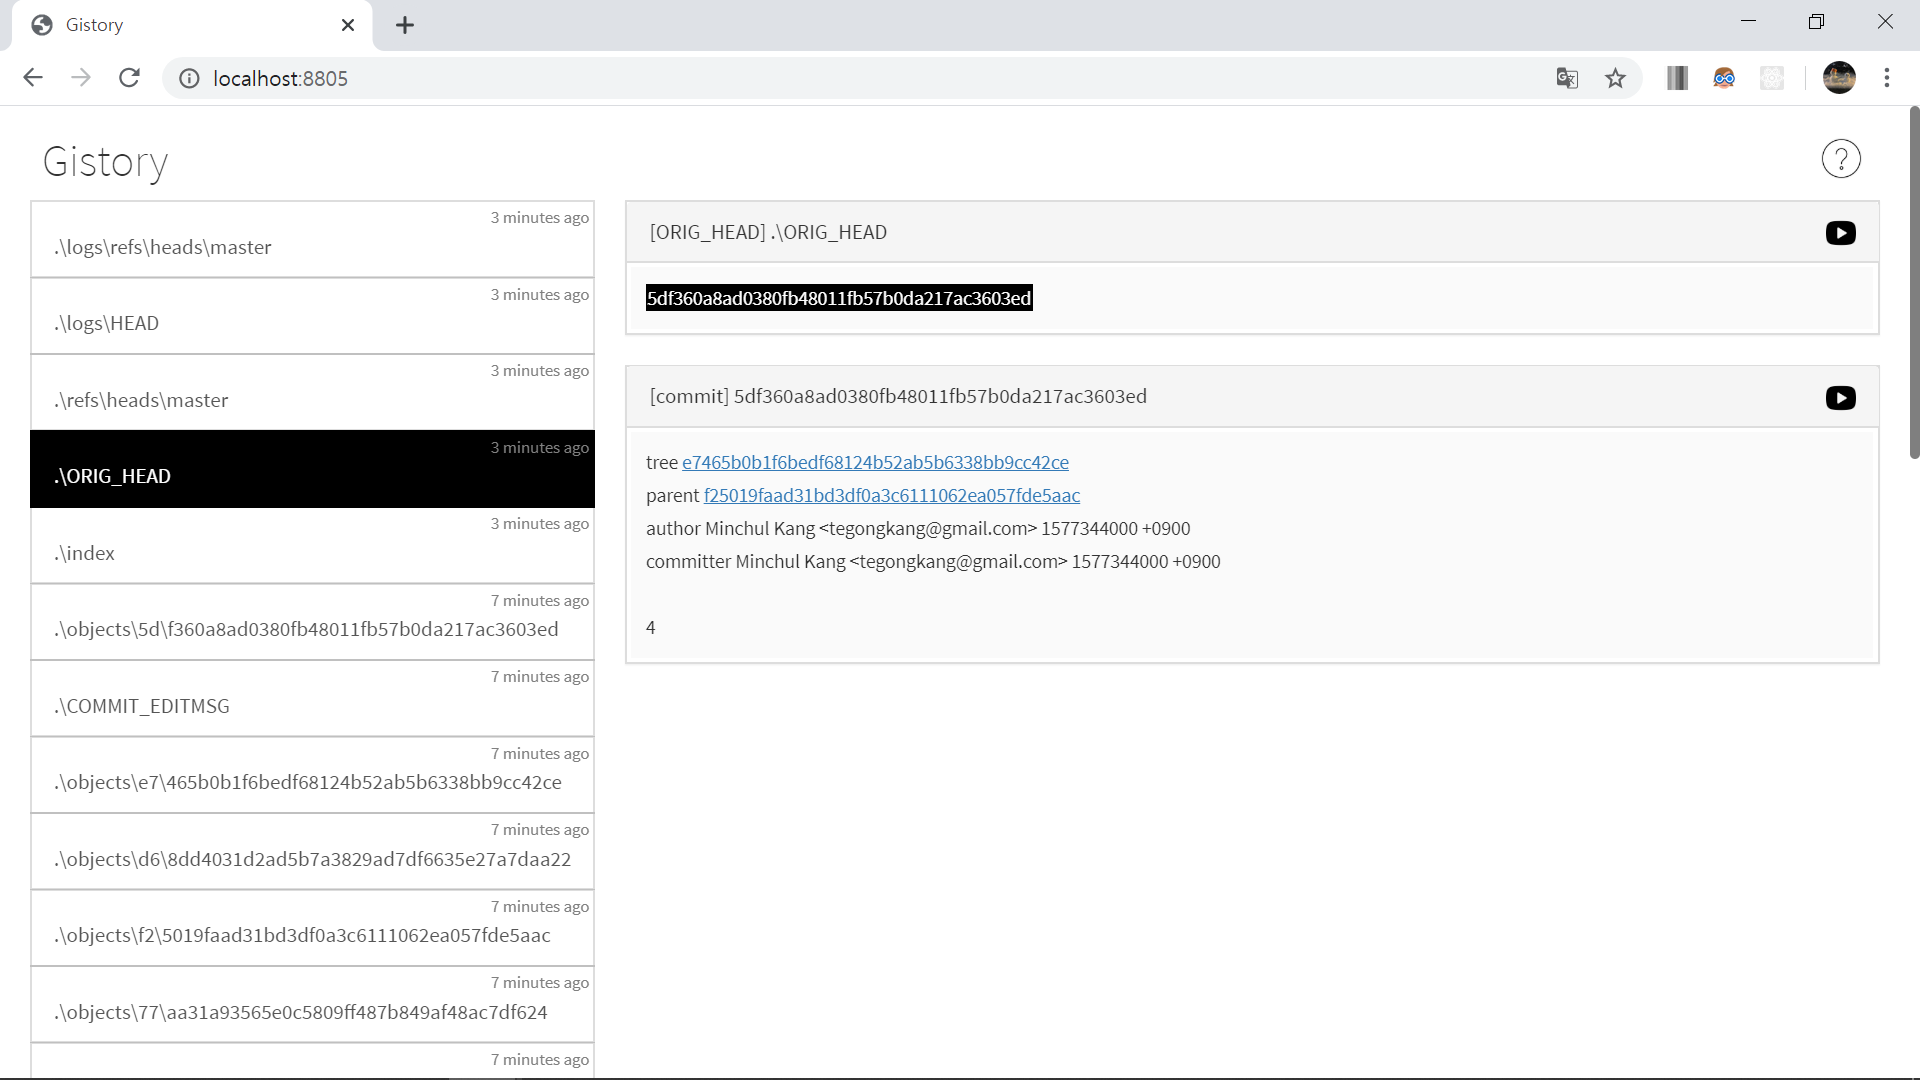 Gistory
localhost:8805
Gistory
?
3 minutes ago
.\logs\refs\heads\master
3 minutes ago
.\logs\HEAD
3 minutes ago
.\refs\heads\master
3 minutes ago
.\ORIG_HEAD
3 minutes ago
.\index
7 minutes ago
.\objects\5d\f360a8ad0380fb48011fb57b0da217ac3603ed
7 minutes ago
.\COMMIT_EDITMSG
7 minutes ago
.\objects\e7\465b0b1f6bedf68124b52ab5b6338bb9cc42ce
7 minutes ago
.\objects\d6\8dd4031d2ad5b7a3829ad7df6635e27a7daa22
7 minutes ago
.\objects\f2\5019faad31bd3df0a3c6111062ea057fde5aac
7 minutes ago
.\objects\77\aa31a93565e0c5809ff487b849af48ac7df624
7 minutes ago
[ORIG_HEAD] .\ORIG_HEAD
5df360a8ad0380fb48011fb57b0da217ac3603ed
[commit] 5df360a8ad0380fb48011fb57b0da217ac3603ed
tree e7465b0b1f6bedf68124b52ab5b6338bb9cc42ce
parent f25019faad31bd3df0a3c6111062ea057fde5aac
author Minchul Kang <tegongkang@gmail.com> 1577344000 +0900
committer Minchul Kang <tegongkang@gmail.com> 1577344000 +0900
4